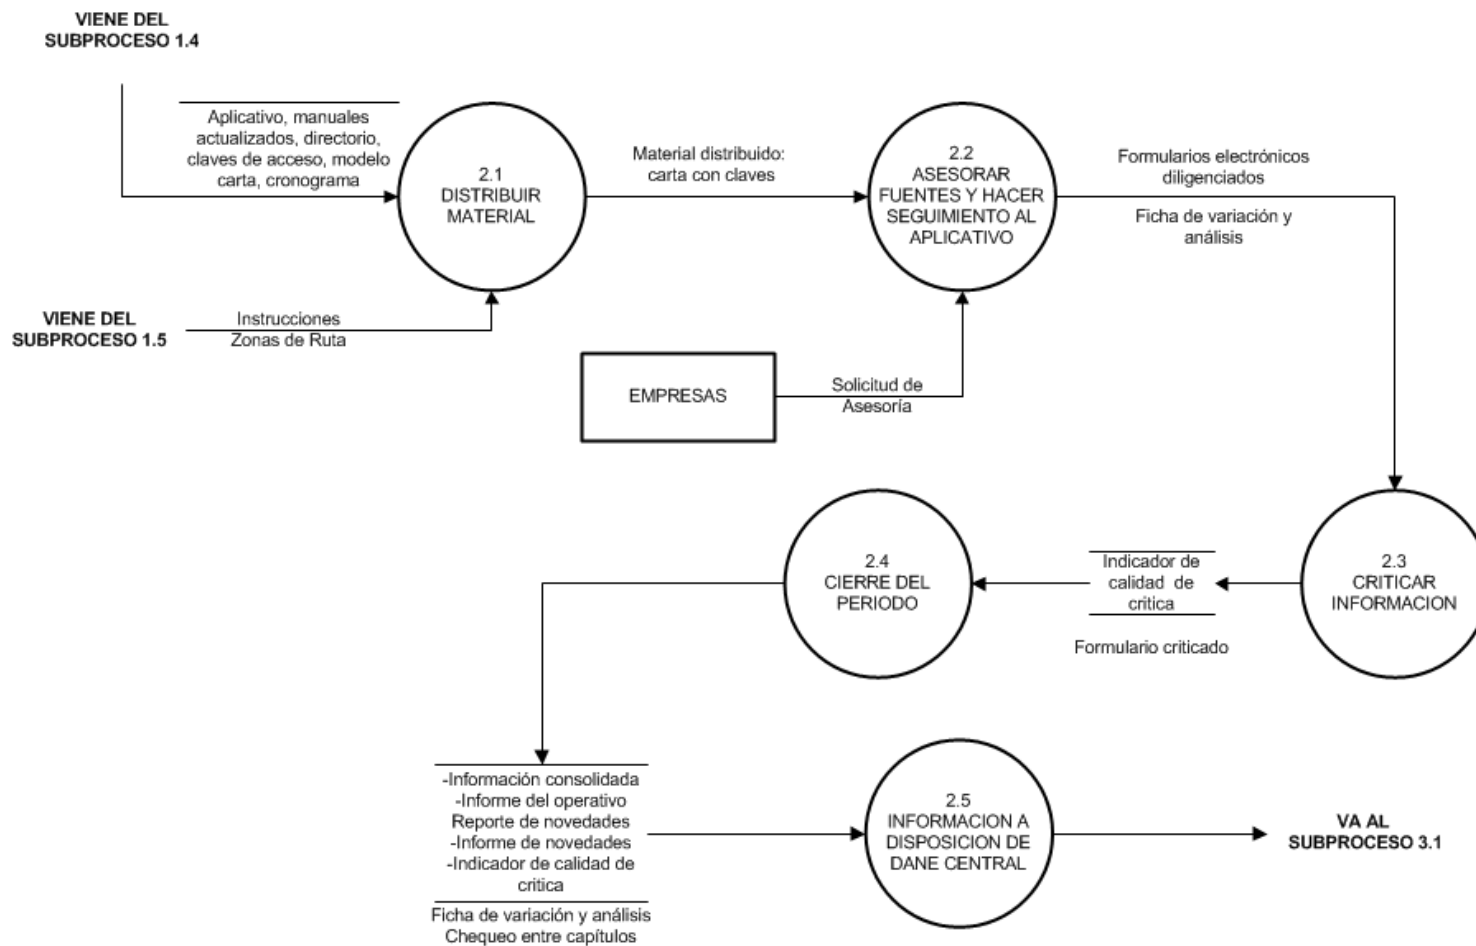 VIENE DEL
SUBPROCESO 1.4
Aplicativo, manuales
actualizados, directorio,
claves de acceso, modelo
carta, cronograma
2.1
DISTRIBUIR
MATERIAL
Material distribuido:
carta con claves
2.2
ASESORAR
FUENTES Y HACER
SEGUIMIENTO AL
APLICATIVO
Formularios electrónicos
diligenciados
Ficha de variación y
análisis
VIENE DEL
SUBPROCESO 1.5
Instrucciones
Zonas de Ruta
EMPRESAS
Solicitud de
Asesoría
2.4
CIERRE DEL
PERIODO
Indicador de
calidad de
critica
Formulario criticado
2.3
CRITICAR
INFORMACION
-Información consolidada
-Informe del operativo
Reporte de novedades
-Informe de novedades
-Indicador de calidad de
critica
Ficha de variación y análisis
Chequeo entre capítulos
2.5
INFORMACION A
DISPOSICION DE
DANE CENTRAL
VA AL
SUBPROCESO 3.1